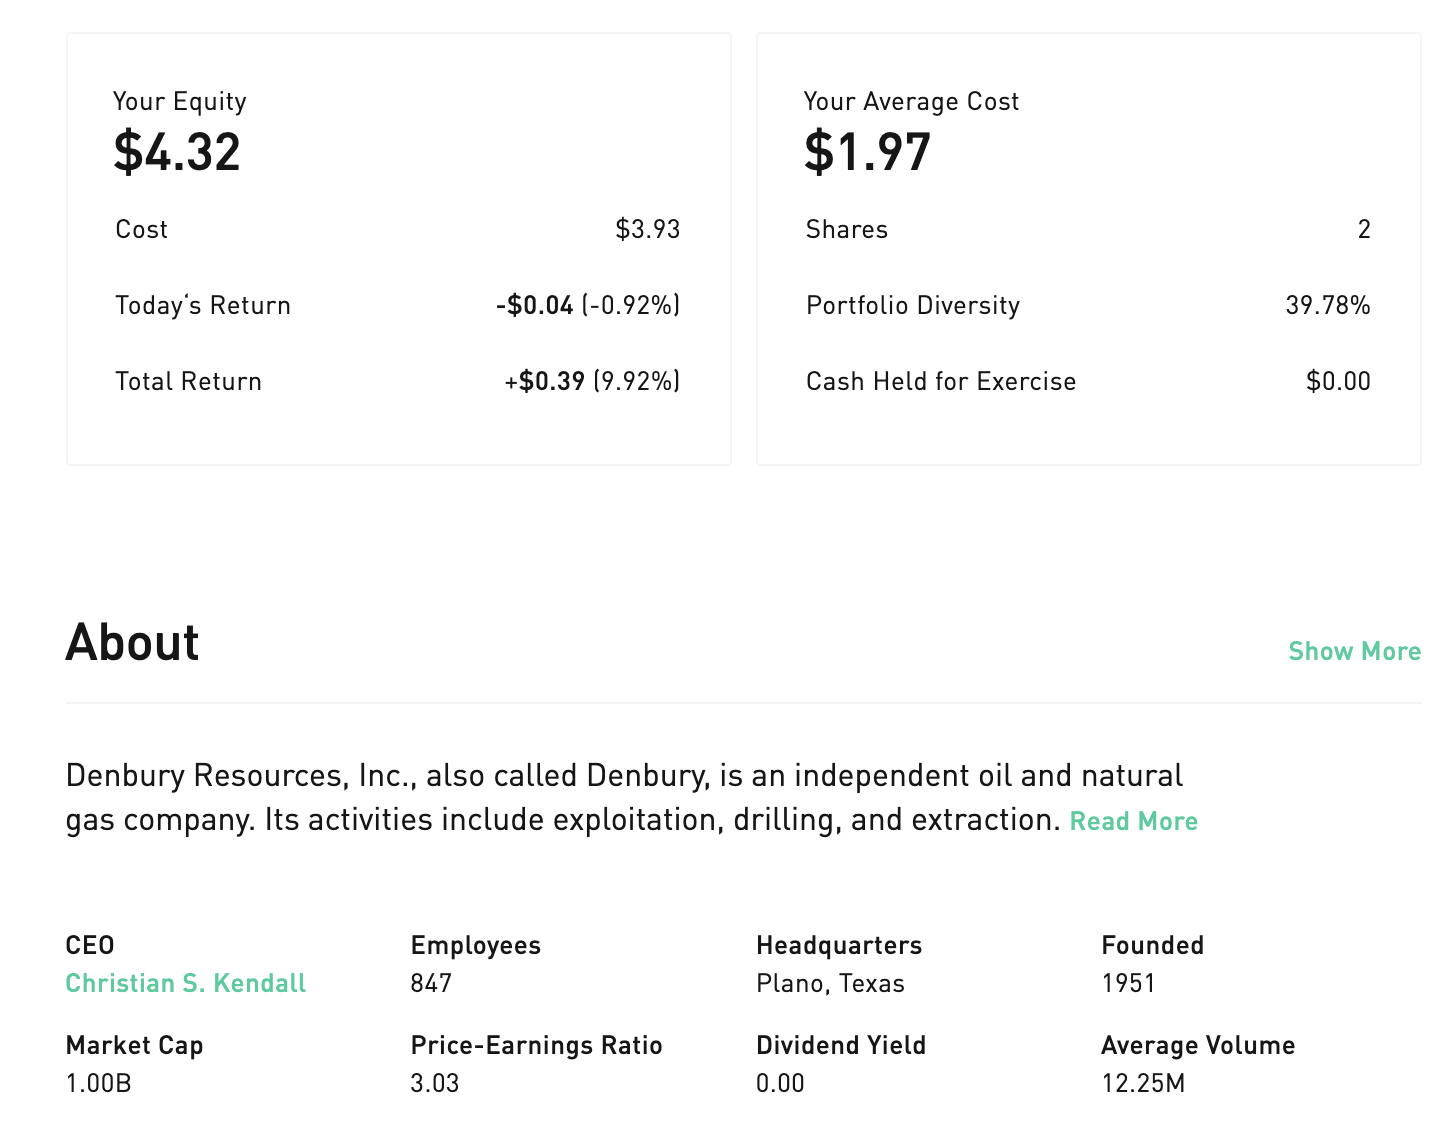 Your Equity
$4.32
Cost $3.93
Today‘s Return -$0.04 (-0.92%)
Total Return +$0.39 (9.92%)
Your Average Cost
$1.97
Shares 2
Portfolio Diversity 39.78%
Cash Held for Exercise $0.00
About
Show More
Denbury Resources, Inc., also called Denbury, is an independent oil and natural
gas company. Its activities include exploitation, drilling, and extraction. Read More
CEO Employees Headquarters Founded
Christian S. Kendall 847 Plano, Texas 1951
Market Cap Price-Earnings Ratio Dividend Yield Average Volume
1.00B 3.03 0.00 12.25M